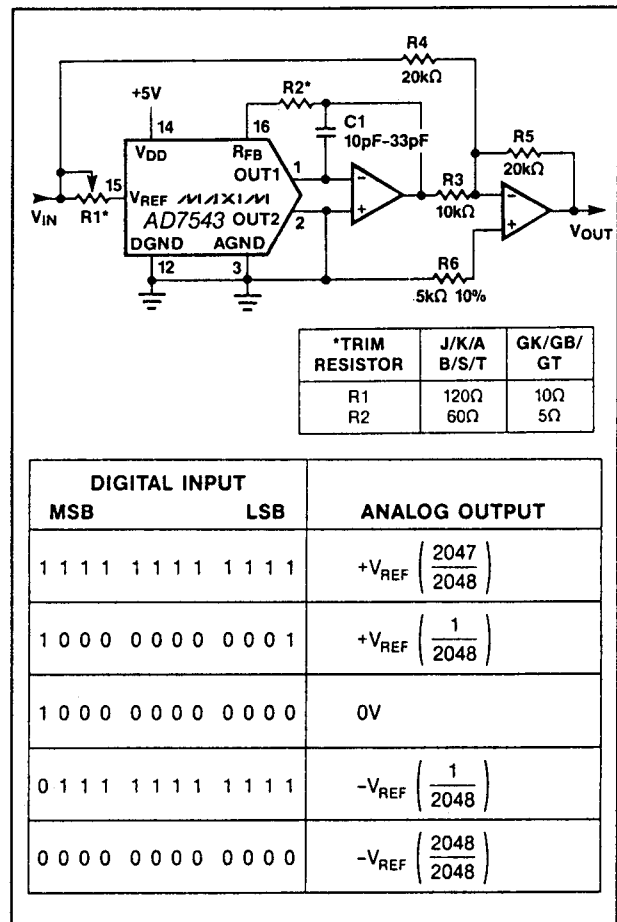 R4
20kΩ
+5V
R2*
14
16
C1
10pF–33pF
R5
20kΩ
VDD
RFB
OUT1
1
VIN
R1*
15
VREF MAXIM
AD7543 OUT2
2
–
+
R3
10kΩ
–
+
VOUT
DGND
AGND
12
3
R6
5kΩ 10%
*TRIM RESISTOR J/K/A B/S/T GK/GB/ GT
R1 120Ω 10Ω
R2 60Ω 5Ω
DIGITAL INPUT
MSB LSB ANALOG OUTPUT
1 1 1 1 1 1 1 1 1 1 1 1 +VREF (2047/2048)
1 0 0 0 0 0 0 0 0 0 0 1 +VREF (1/2048)
1 0 0 0 0 0 0 0 0 0 0 0 0V
0 1 1 1 1 1 1 1 1 1 1 1 –VREF (1/2048)
0 0 0 0 0 0 0 0 0 0 0 0 –VREF (2048/2048)